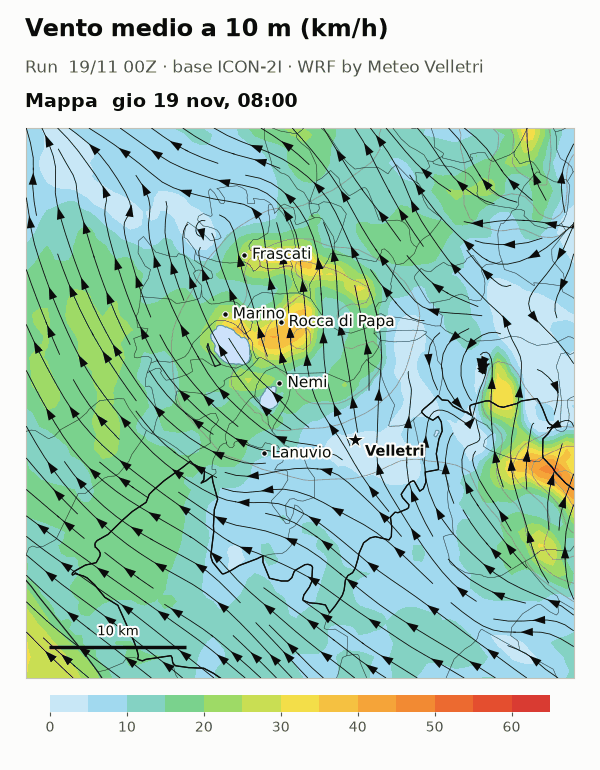 Vento medio a 10 m (km/h)
Run  19/11 00Z · base ICON-2I · WRF by Meteo Velletri
Mappa  gio 19 nov, 08:00
Frascati
Marino
Rocca di Papa
Nemi
Velletri
Lanuvio
10 km
0 10 20 30 40 50 60